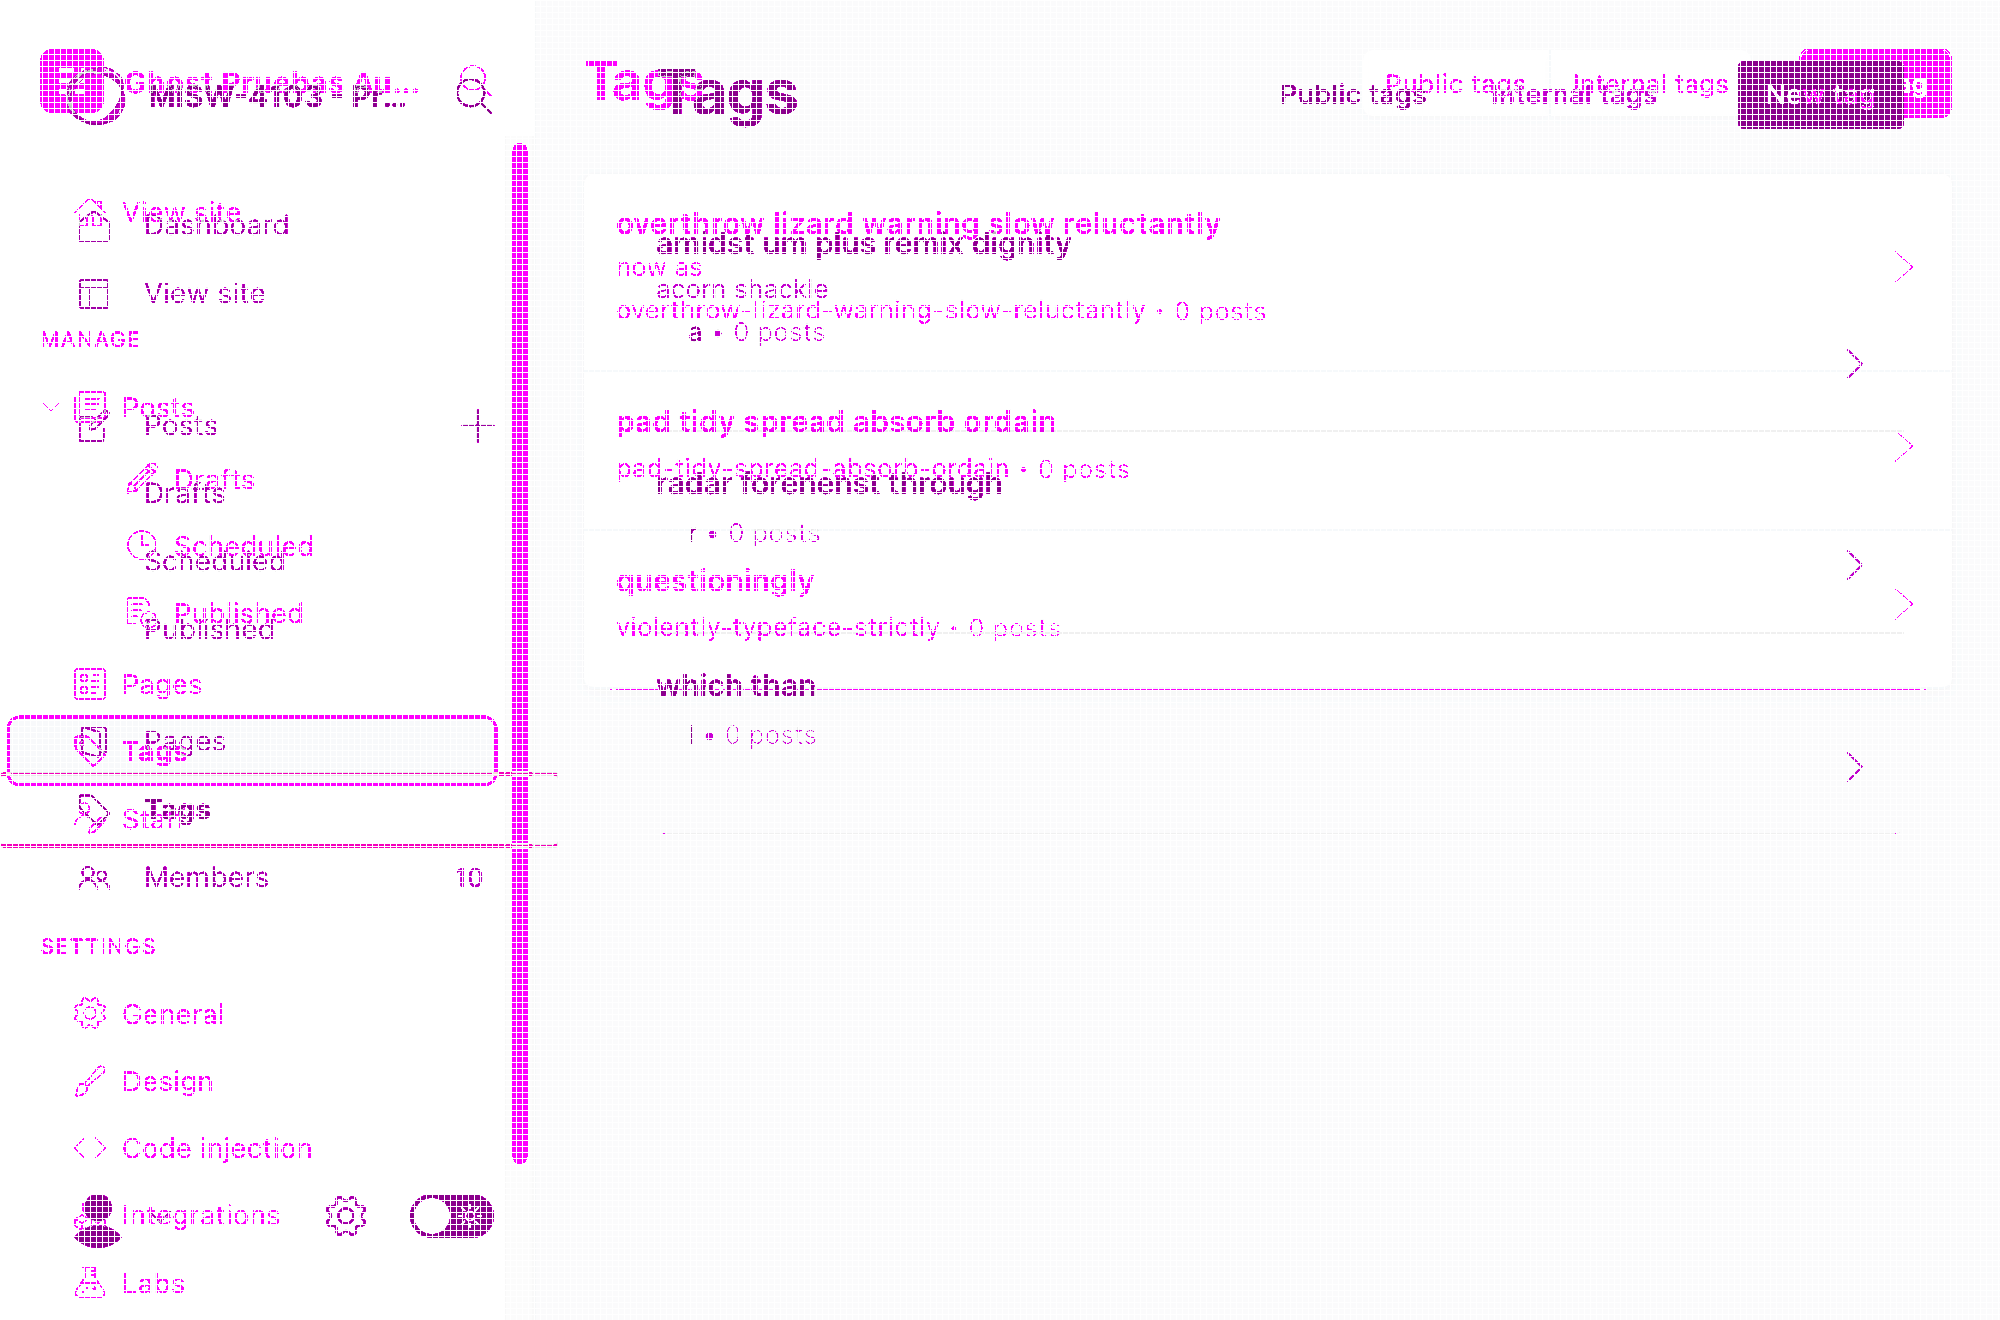 Ghost Pruebas Au...
MSW-4103 - Pr...
Tags
Tags
Public tags
Internal tags
Public tags
Internal tags
New tag
View site
Dashboard
View site
MANAGE
Posts
Posts
Drafts
Drafts
Scheduled
Scheduled
Published
Published
Pages
Pages
Tags
Tags
Staff
Members 10
SETTINGS
General
Design
Code injection
Integrations
Labs
overthrow lizard warning slow reluctantly
amidst um plus remix dignity
now as
acorn shackle
overthrow-lizard-warning-slow-reluctantly • 0 posts
a • 0 posts
pad tidy spread absorb ordain
pad-tidy-spread-absorb-ordain • 0 posts
radar forenenst through
r • 0 posts
questioningly
violently-typeface-strictly • 0 posts
which than
l • 0 posts